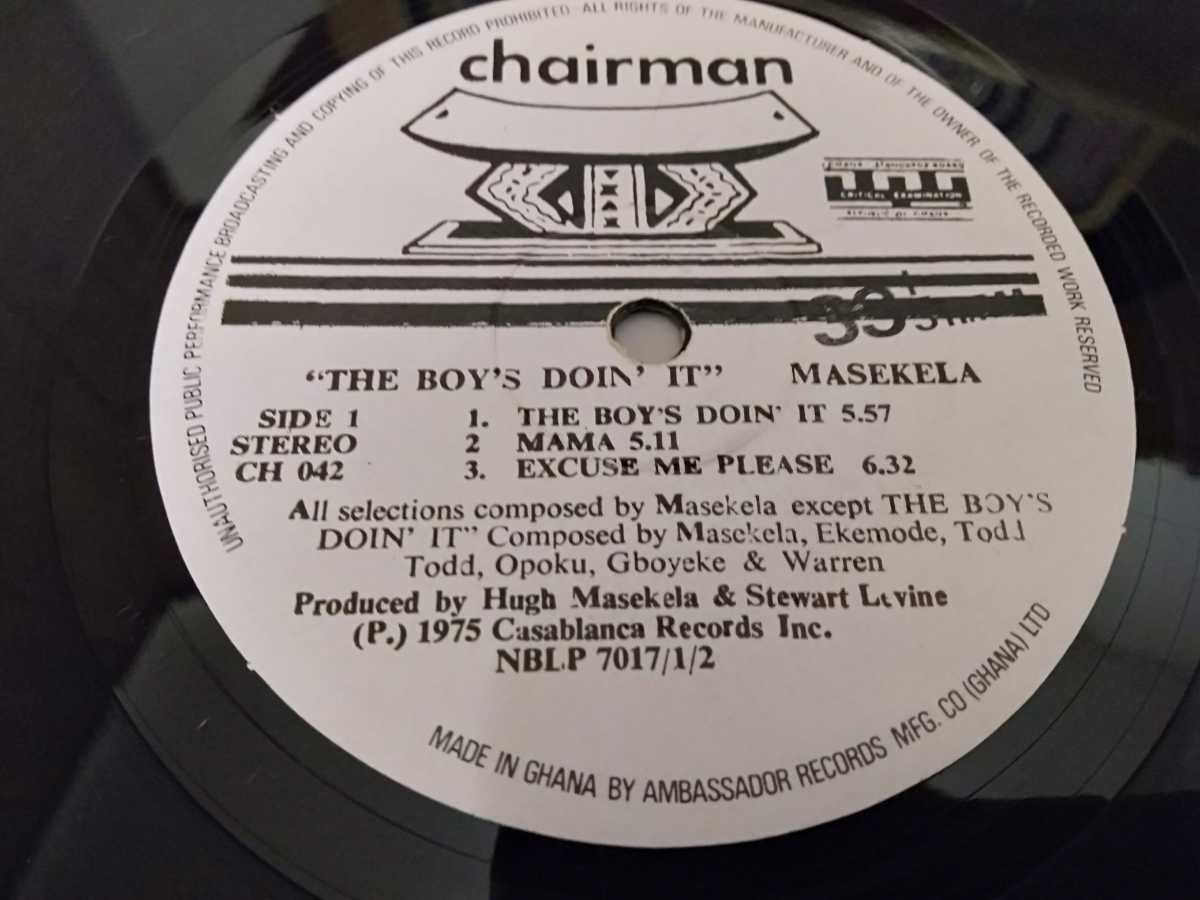 UNAUTHORISED PUBLIC PERFORMANCE BROADCASTING AND COPYING OF THIS RECORD PROHIBITED-ALL RIGHTS OF THE MANUFACTURER AND OF THE OWNER OF THE RECORDED WORK RESERVED
chairman
CRITICAL EXAMINATION
REPUBLIC OF GHANA
"THE BOY'S DOIN' IT" MASEKELA
SIDE 1 1. THE BOY'S DOIN' IT 5.57
STEREO 2 MAMA 5.11
CH 042 3. EXCUSE ME PLEASE 6.32
All selections composed by Masekela except THE BOY'S
DOIN' IT" Composed by Masekela, Ekemode, Todd
Todd, Opoku, Gboyeke & Warren
Produced by Hugh Masekela & Stewart Levine
(P.) 1975 Casablanca Records Inc.
NBLP 7017/1/2
MADE IN GHANA BY AMBASSADOR RECORDS MFG. CO (GHANA) LTD